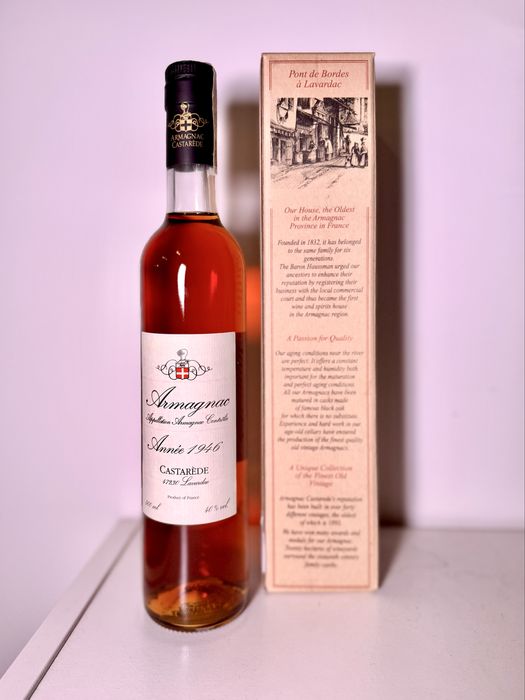 ARMAGNAC
CASTARÈDE
Armagnac
Appellation Armagnac Contrôlée
Année 1946
CASTARÈDE
47230 Lavardac
Product of France
500 ml
40% vol.
Pont de Bordes
à Lavardac
Our House, the Oldest
in the Armagnac
Province in France
Founded in 1832, it has belonged
to the same family for six
generations.
The Baron Haussman urged our
ancestors to enhance their
reputation by registering their
business with the local commercial
court and thus became the first
wine and spirits house
in the Armagnac region.
A Passion for Quality
Our aging conditions near the river
are perfect. It offers a constant
temperature and humidity both
important for the maturation
and perfect aging conditions.
All our Armagnacs have been
matured in casks made
of famous black oak
for which there is no substitute.
Experience and hard work in our
age-old cellars have ensured
the production of the finest quality
old vintage Armagnacs.
A Unique Collection
of the Finest Old
Vintage
Armagnac Castarède's reputation
has been built in over forty
different vintages, the oldest
of which is 1893.
We have won many awards and
medals for our Armagnac.
Twenty hectares of vineyards
surround the sixteenth century
family castle.